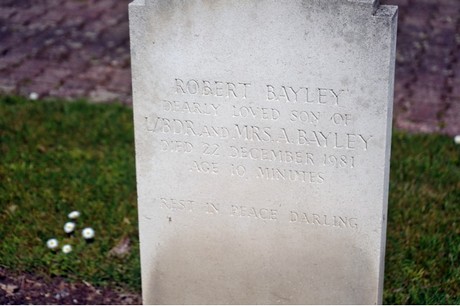 ROBERT BAYLEY
DEARLY LOVED SON OF
L/BDR. AND MRS. A. BAYLEY
DIED 22 DECEMBER 1981
AGE 10 MINUTES
'REST IN PEACE' DARLING